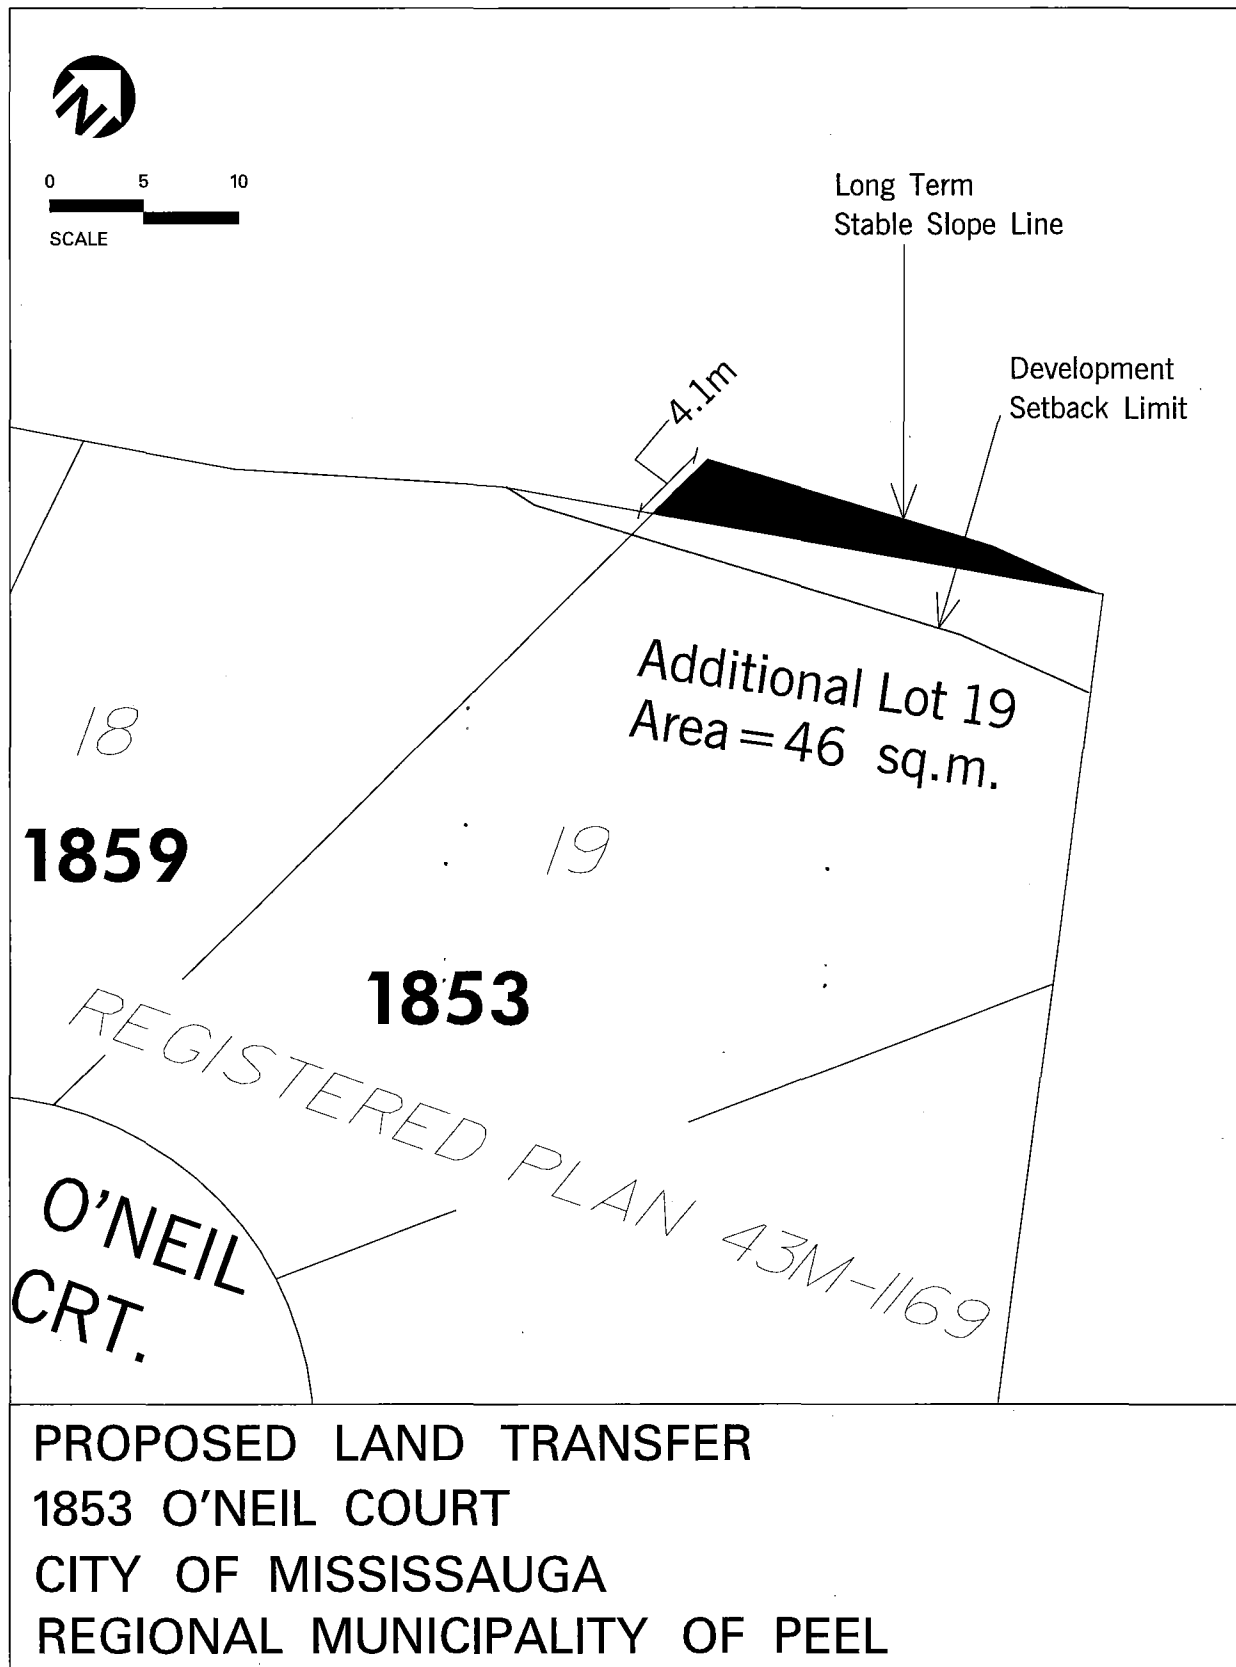 N
0 5 10
SCALE
Long Term
Stable Slope Line
Development
Setback Limit
4.1m
Additional Lot 19
Area = 46 sq.m.
18
1859
19
1853
REGISTERED PLAN 43M-1169
O'NEIL
CRT.
PROPOSED LAND TRANSFER
1853 O'NEIL COURT
CITY OF MISSISSAUGA
REGIONAL MUNICIPALITY OF PEEL